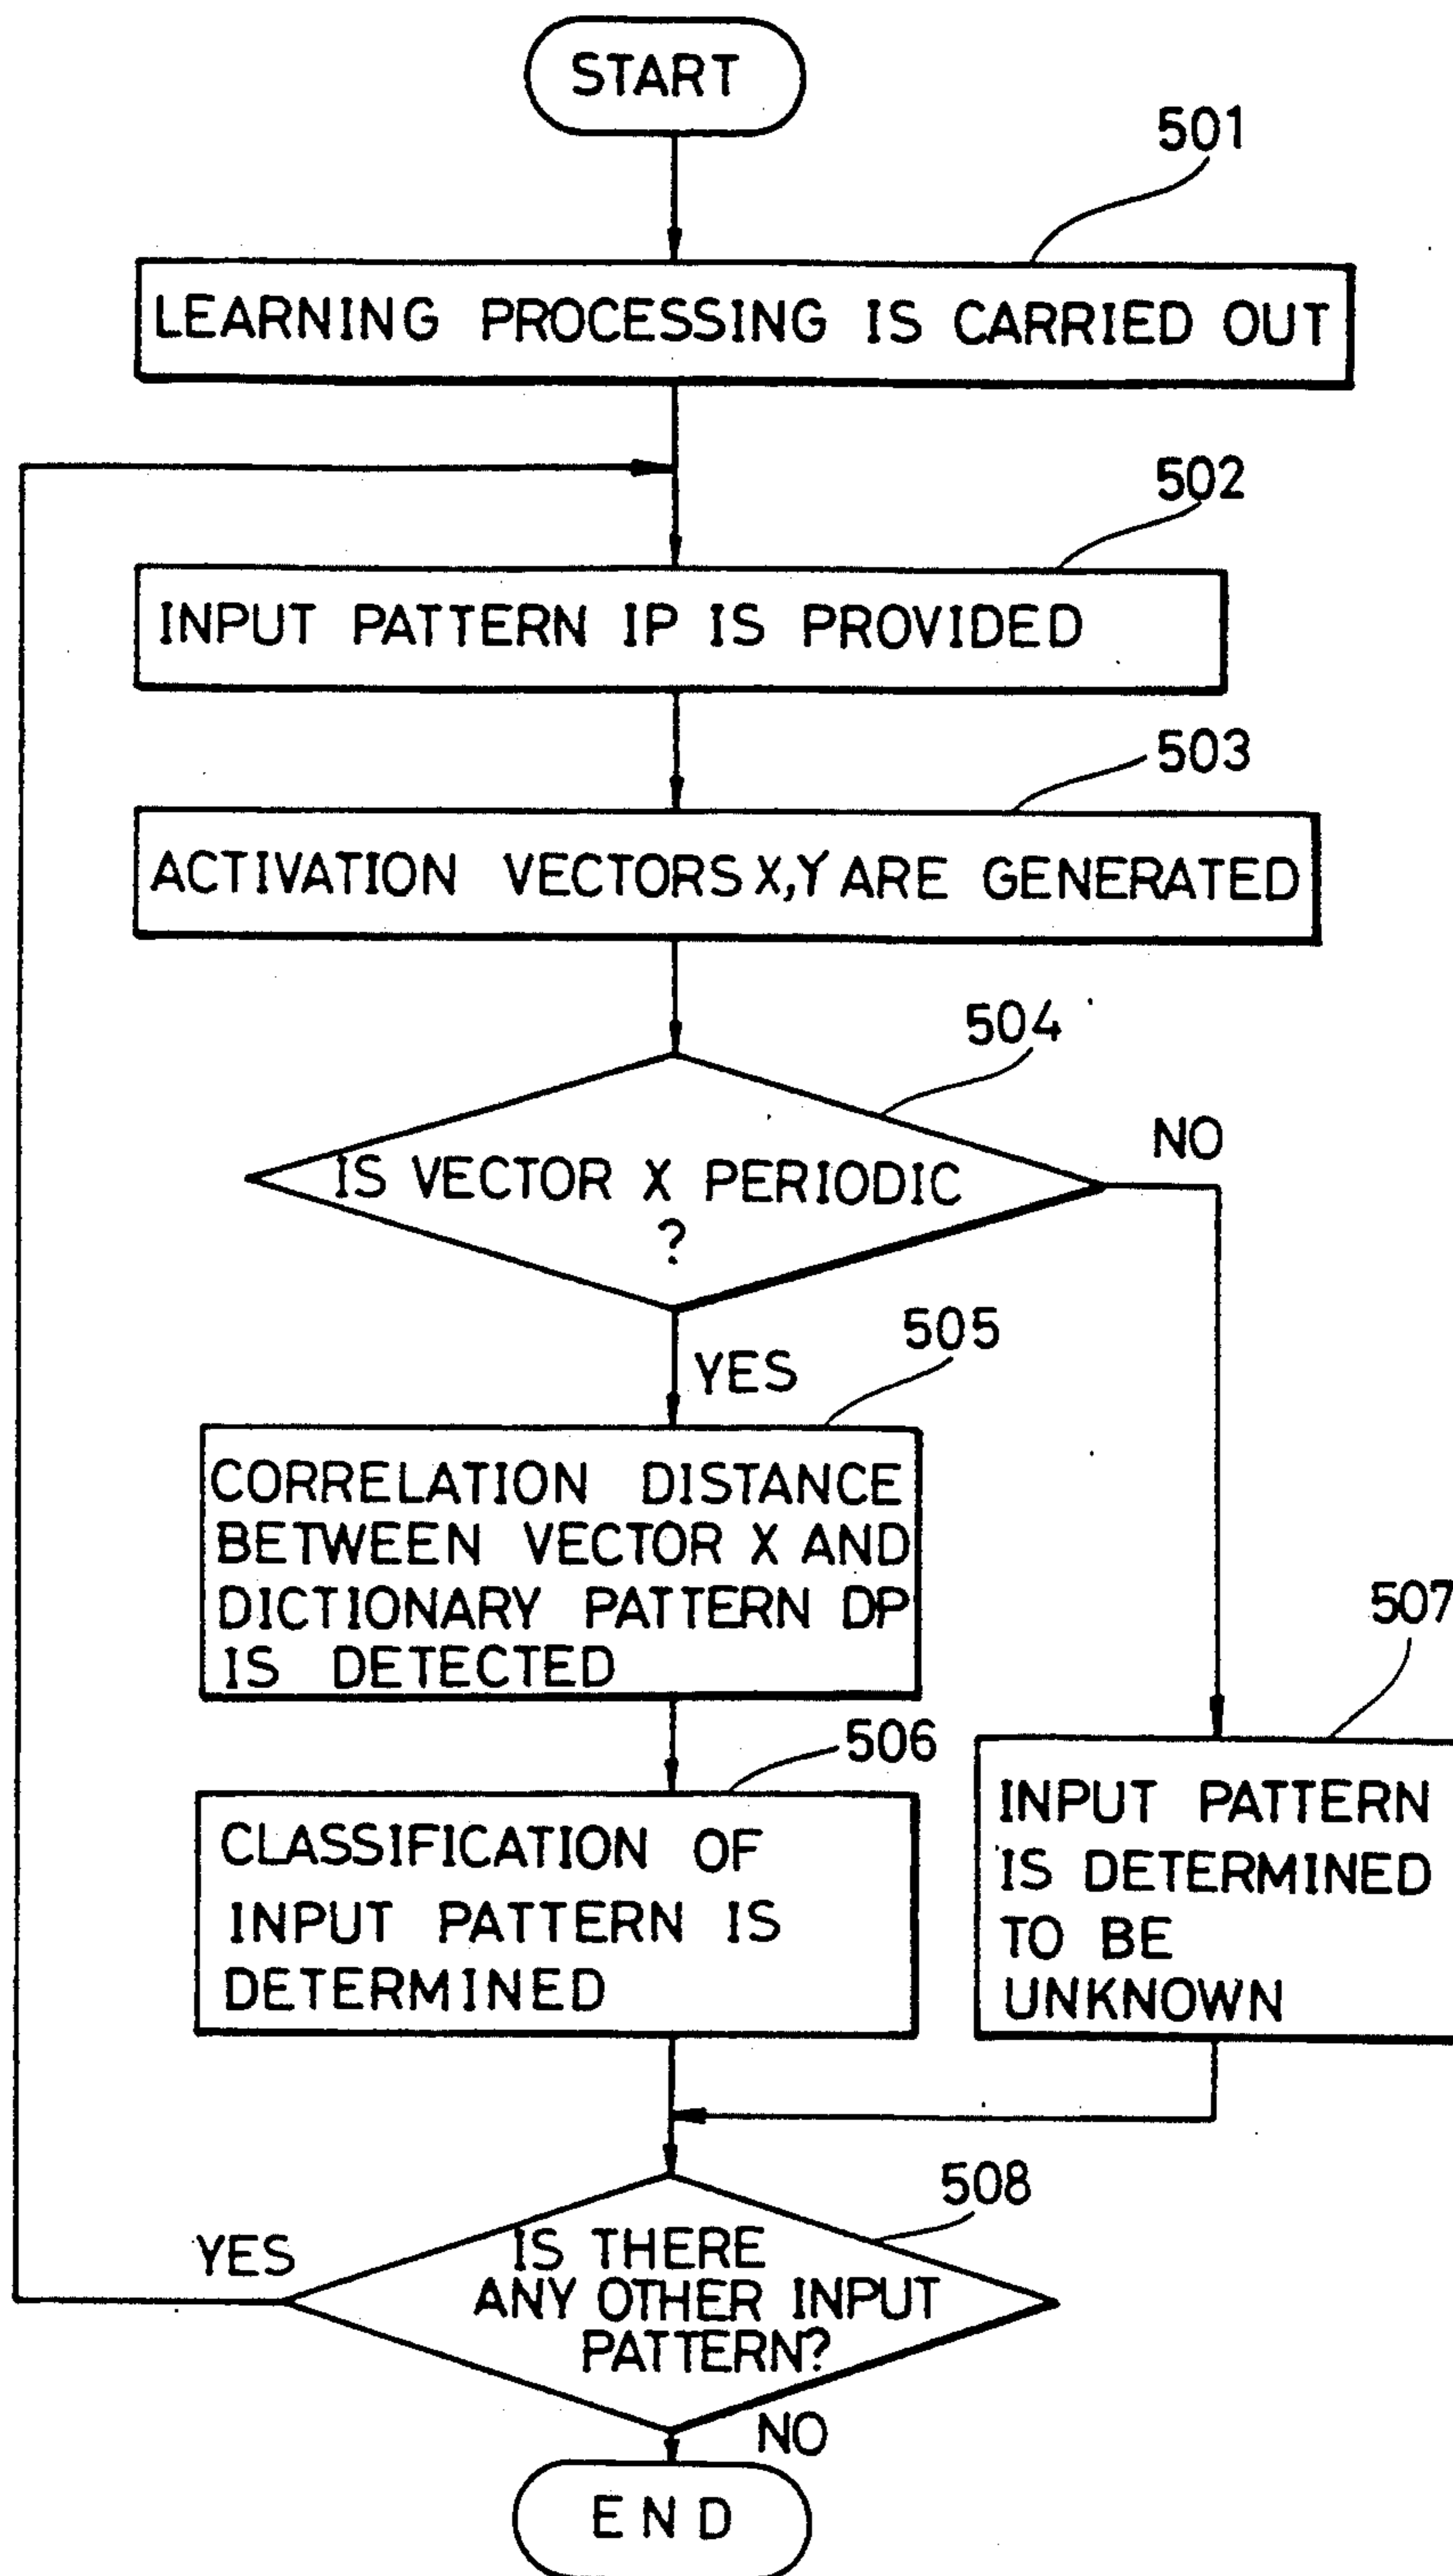 START
501
LEARNING PROCESSING IS CARRIED OUT
502
INPUT PATTERN IP IS PROVIDED
503
ACTIVATION VECTORS X,Y ARE GENERATED
504
IS VECTOR X PERIODIC
?
NO
YES
505
CORRELATION DISTANCE
BETWEEN VECTOR X AND
DICTIONARY PATTERN DP
IS DETECTED
506
CLASSIFICATION OF
INPUT PATTERN IS
DETERMINED
507
INPUT PATTERN
IS DETERMINED
TO BE
UNKNOWN
508
IS THERE
ANY OTHER INPUT
PATTERN?
YES
NO
END